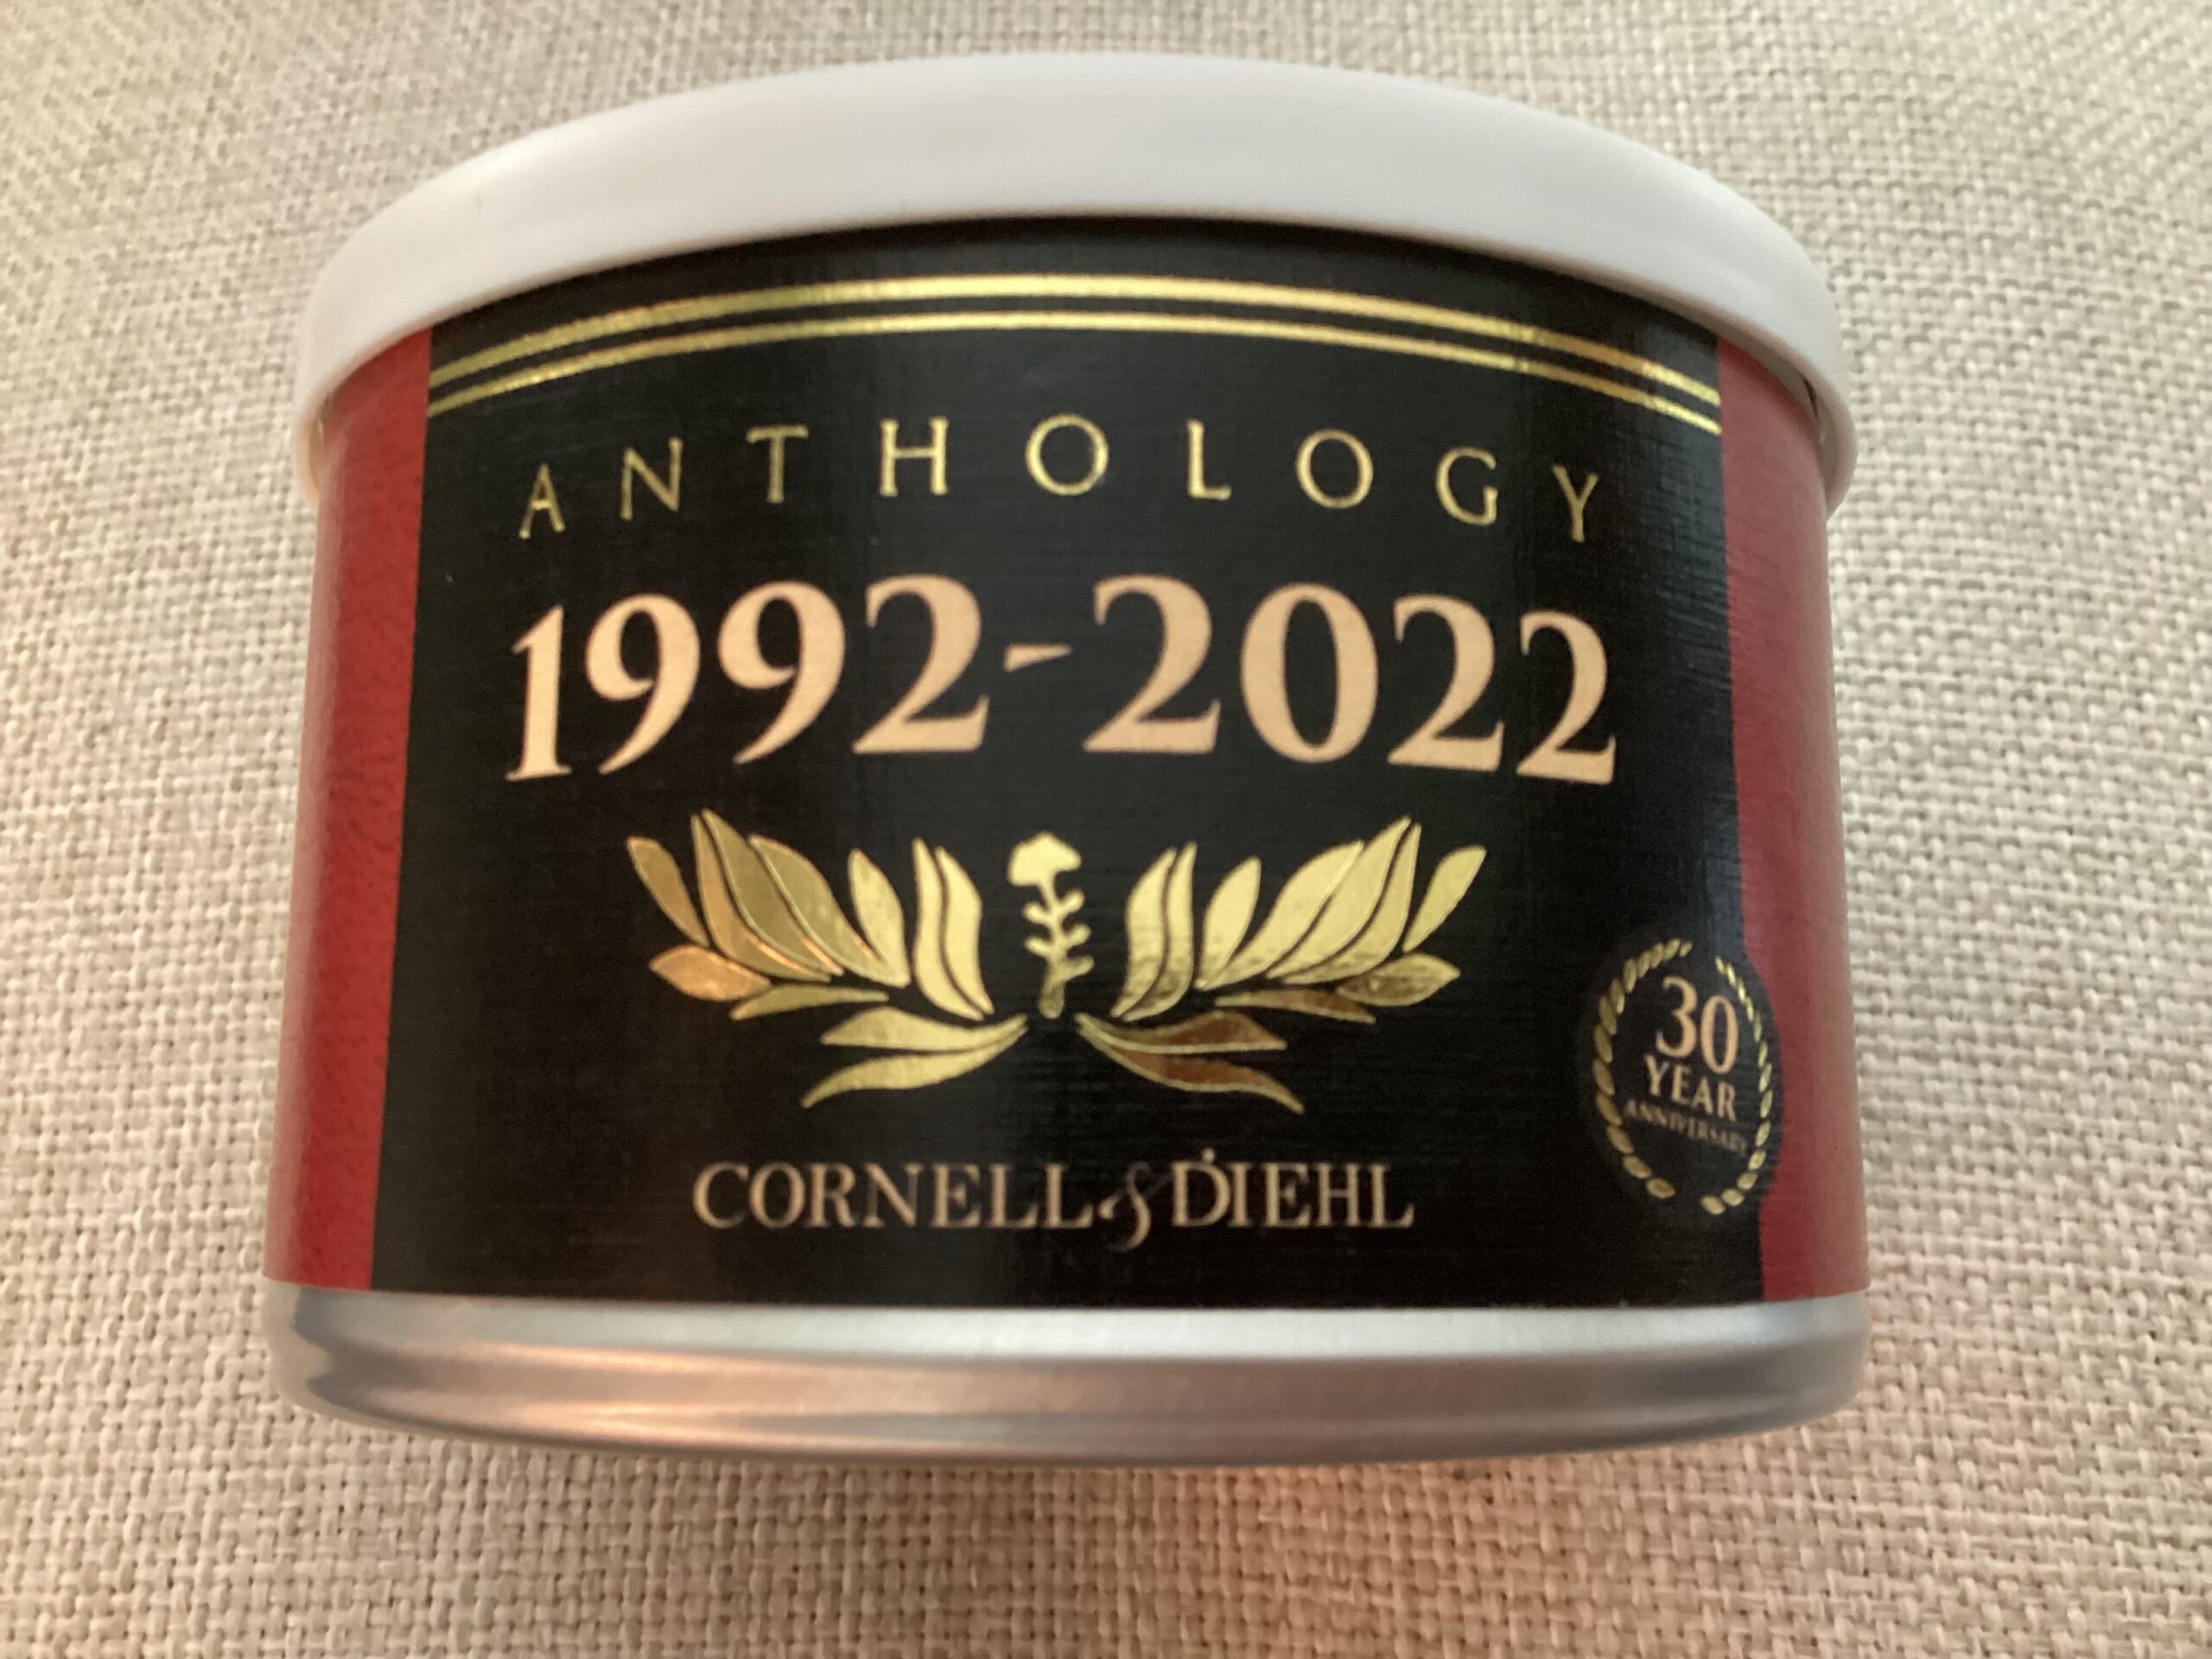 ANTHOLOGY
1992-2022
CORNELL & DIEHL
30
YEAR
ANNIVERSARY